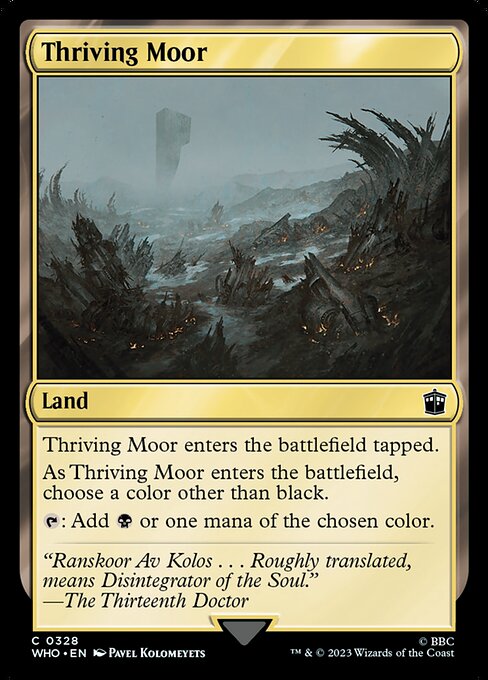 Thriving Moor
Land
Thriving Moor enters the battlefield tapped.
As Thriving Moor enters the battlefield,
choose a color other than black.
: Add or one mana of the chosen color.
“Ranskoor Av Kolos . . . Roughly translated,
means Disintegrator of the Soul.”
—The Thirteenth Doctor
C 0328
© BBC
WHO • EN Pavel Kolomeyets
™ & © 2023 Wizards of the Coast